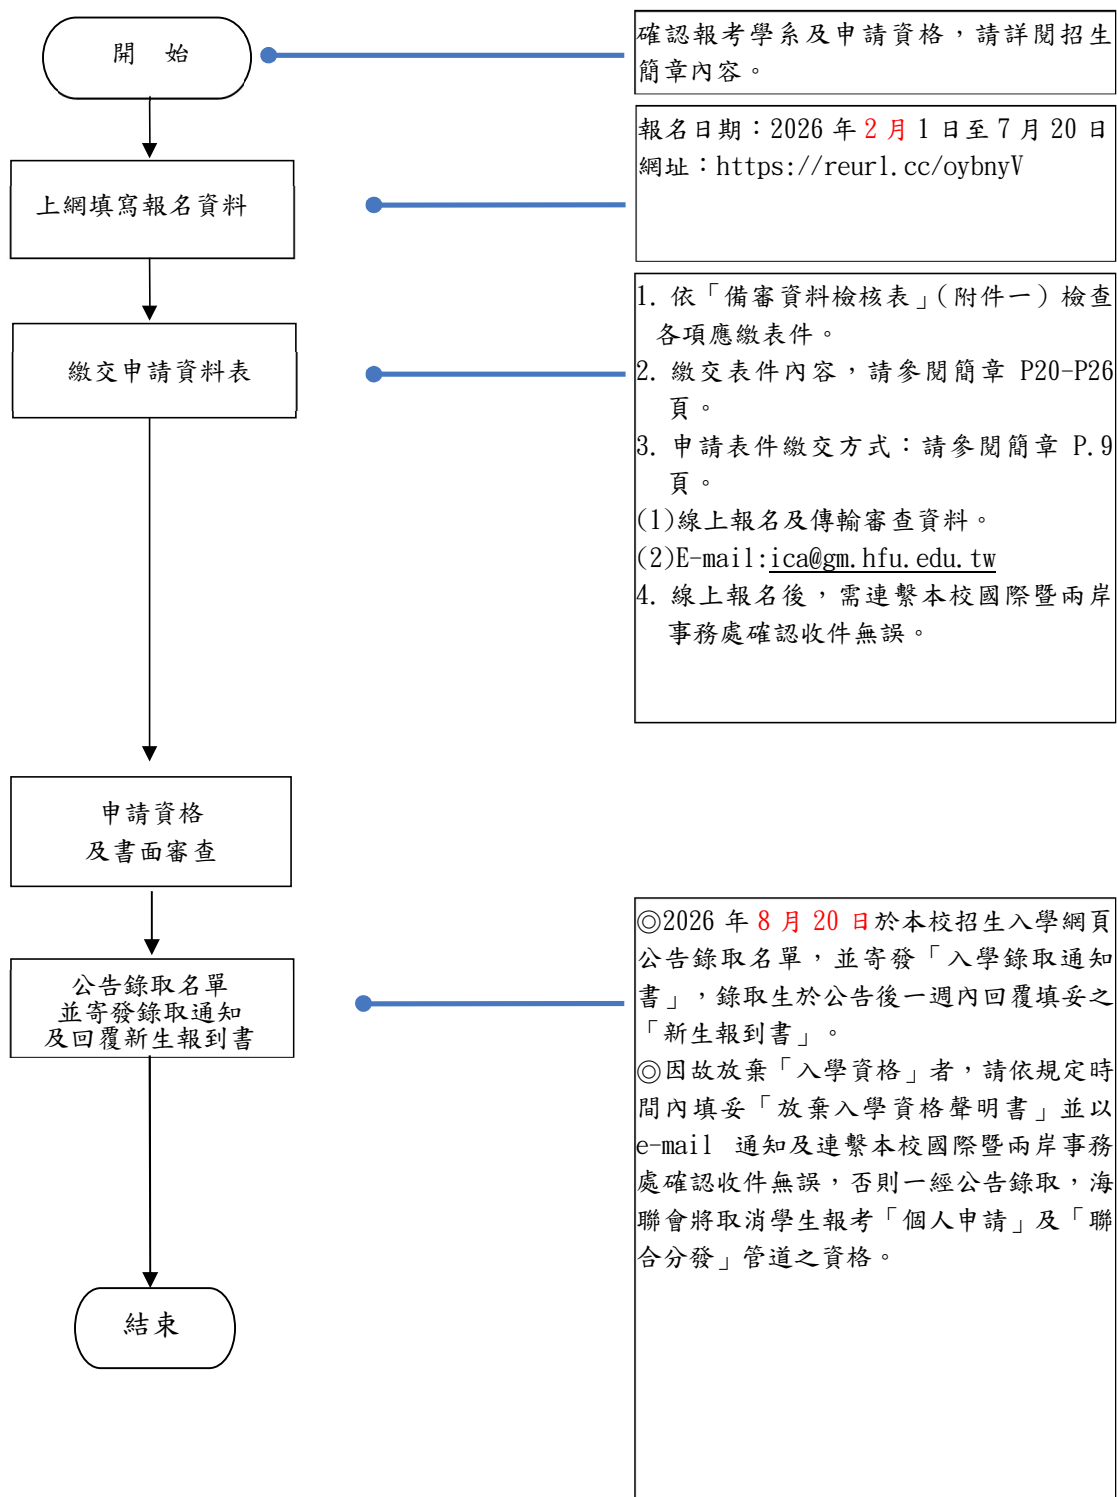 開　始
確認報考學系及申請資格，請詳閱招生
簡章內容。
報名日期：2026 年 2 月 1 日至 7 月 20 日
網址：https://reurl.cc/oybnyV
上網填寫報名資料
繳交申請資料表
1. 依「備審資料檢核表」（附件一）檢查
各項應繳表件。
2. 繳交表件內容，請參閱簡章 P20-P26
頁。
3. 申請表件繳交方式：請參閱簡章 P.9
頁。
(1)線上報名及傳輸審查資料。
(2)E-mail:ica@gm.hfu.edu.tw
4. 線上報名後，需連繫本校國際暨兩岸
事務處確認收件無誤。
申請資格
及書面審查
公告錄取名單
並寄發錄取通知
及回覆新生報到書
◎2026 年 8 月 20 日於本校招生入學網頁
公告錄取名單，並寄發「入學錄取通知
書」，錄取生於公告後一週內回覆填妥之
「新生報到書」。
◎因故放棄「入學資格」者，請依規定時
間內填妥「放棄入學資格聲明書」並以
e-mail 通知及連繫本校國際暨兩岸事務
處確認收件無誤，否則一經公告錄取，海
聯會將取消學生報考「個人申請」及「聯
合分發」管道之資格。
結束